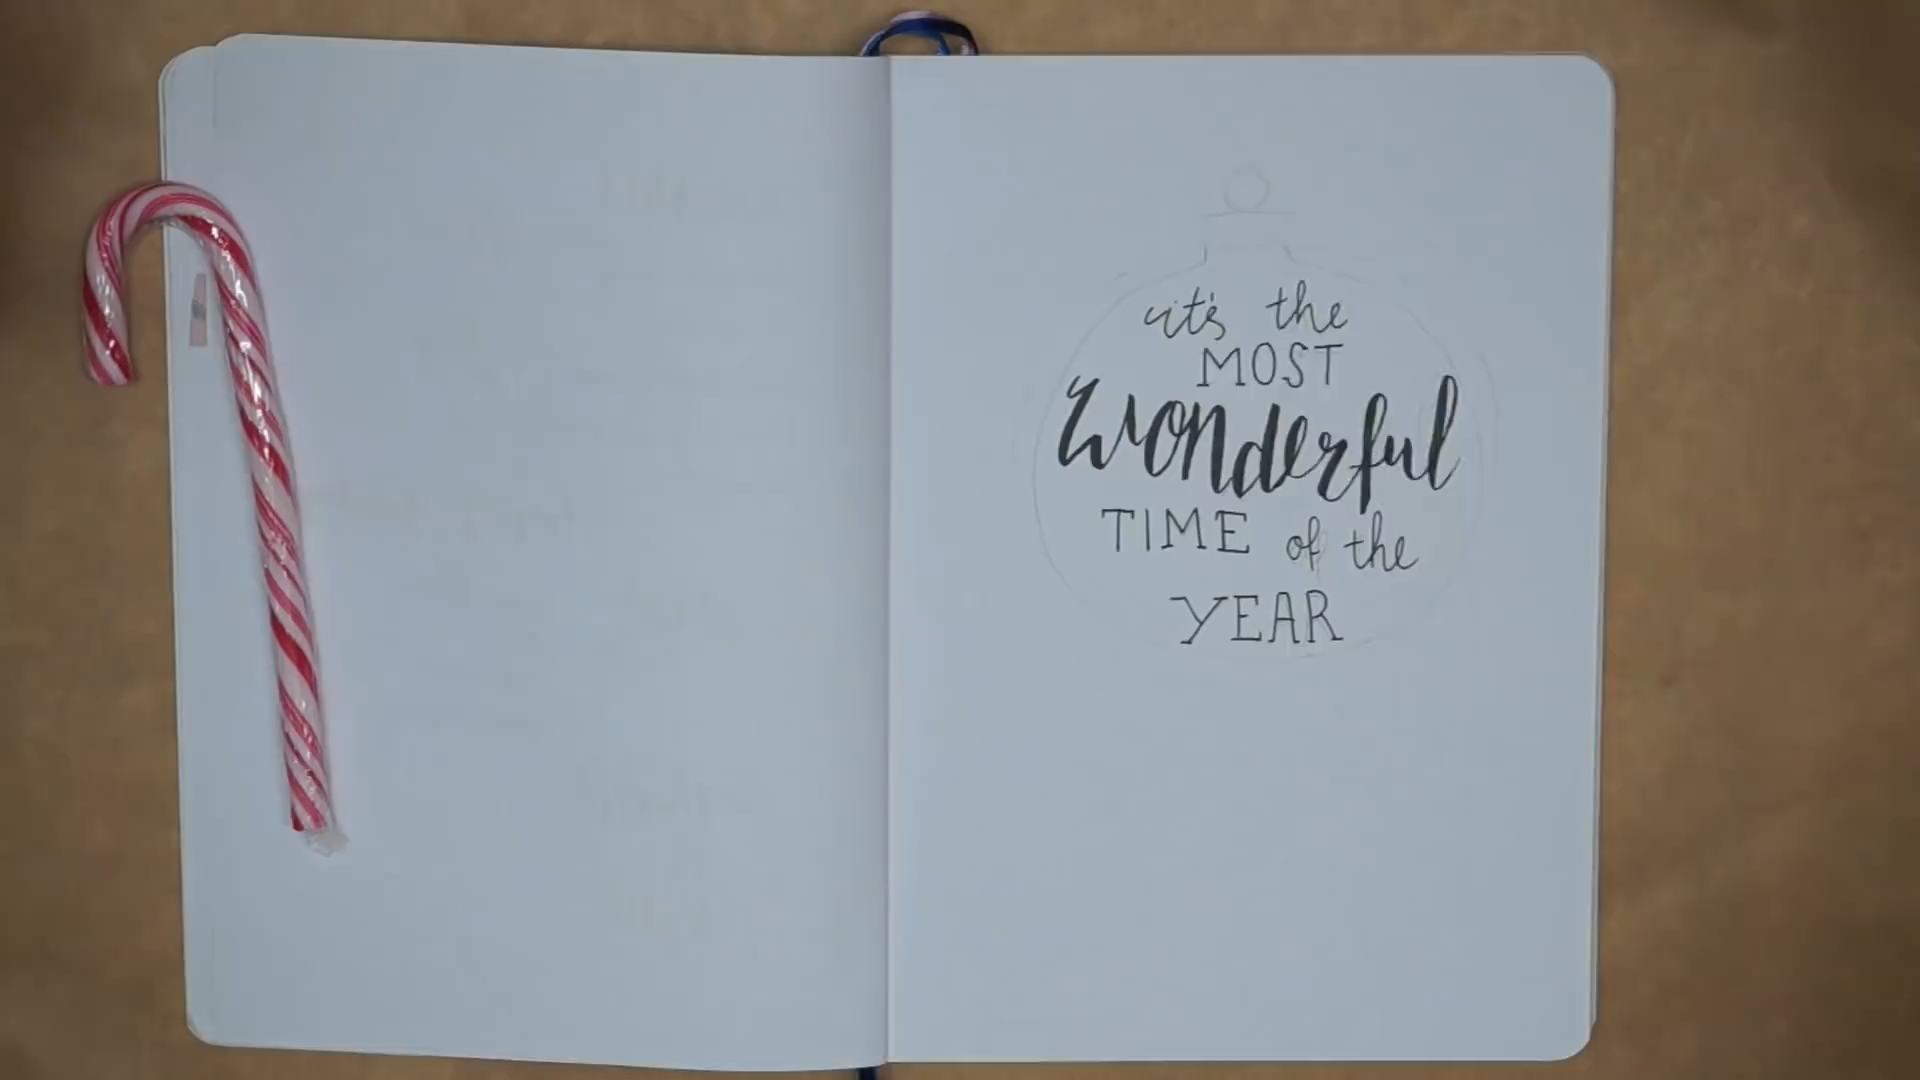 it's the
MOST
wonderful
TIME of the
YEAR